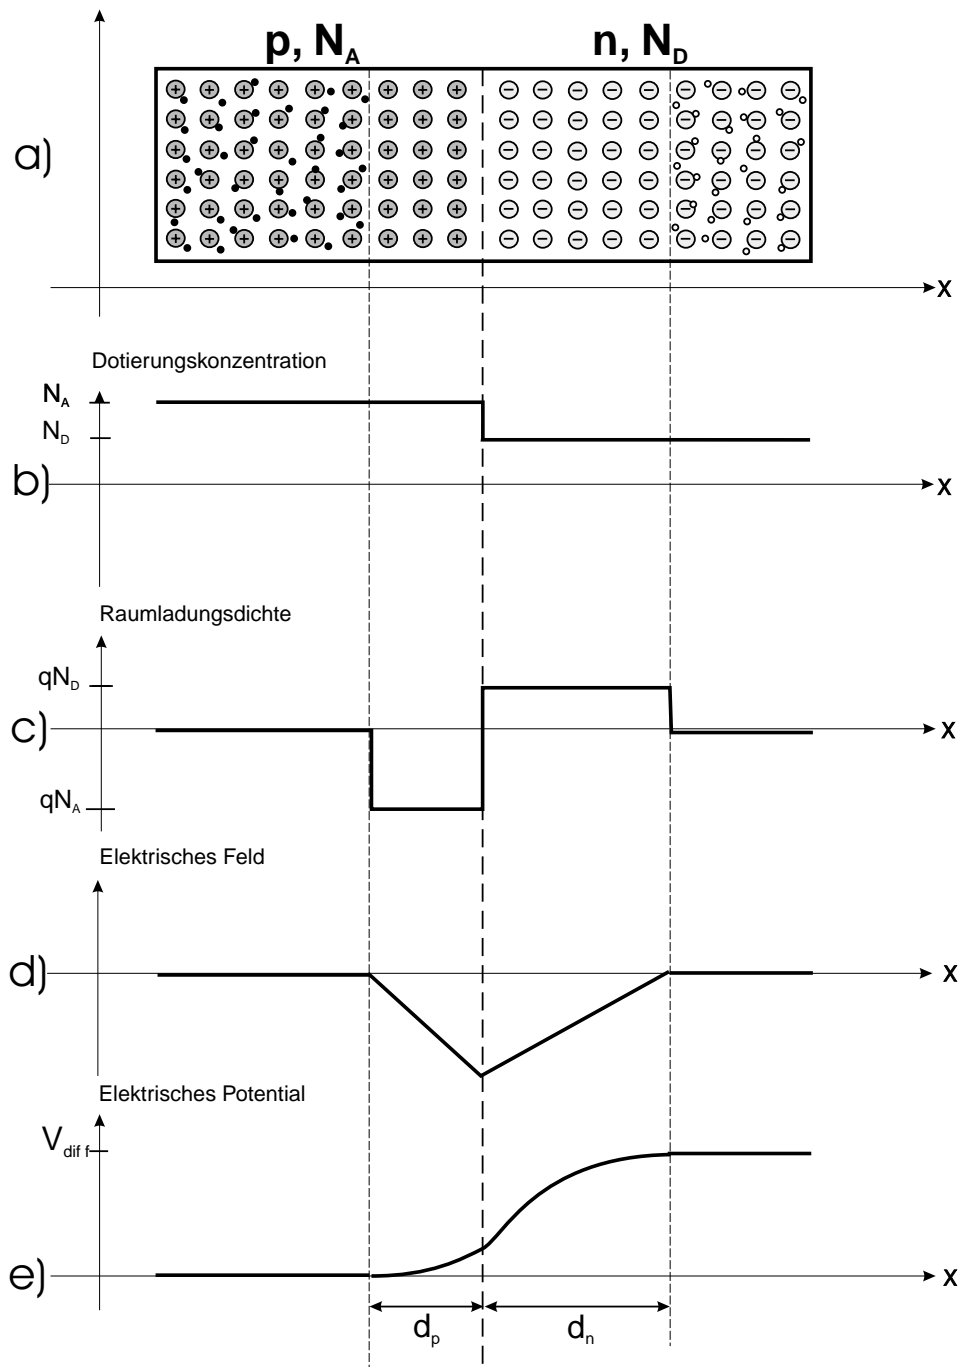 p, N_A n, N_D
a)
x
Dotierungskonzentration
N_A
N_D
b)
x
Raumladungsdichte
qN_D
c)
x
qN_A
Elektrisches Feld
d)
x
Elektrisches Potential
V_diff
e)
x
d_p d_n